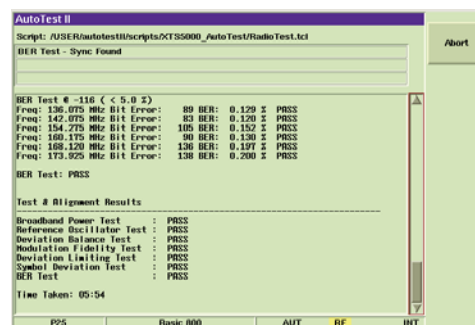 AutoTest II
Script: /USER/autotestII/scripts/XTS5000_AutoTest/RadioTest.tcl
Abort
BER Test - Sync Found
BER Test @ -116 ( < 5.0 %)
Freq: 136.075 MHz Bit Error: 89 BER: 0.129 % PASS
Freq: 142.075 MHz Bit Error: 83 BER: 0.120 % PASS
Freq: 154.275 MHz Bit Error: 105 BER: 0.152 % PASS
Freq: 160.175 MHz Bit Error: 90 BER: 0.130 % PASS
Freq: 168.120 MHz Bit Error: 136 BER: 0.197 % PASS
Freq: 173.925 MHz Bit Error: 138 BER: 0.200 % PASS
BER Test: PASS
Test & Alignment Results
Broadband Power Test : PASS
Reference Oscillator Test : PASS
Deviation Balance Test : PASS
Modulation Fidelity Test : PASS
Deviation Limiting Test : PASS
Symbol Deviation Test : PASS
BER Test : PASS
Time Taken: 05:54
P25 Basic 800 AUT RF INT